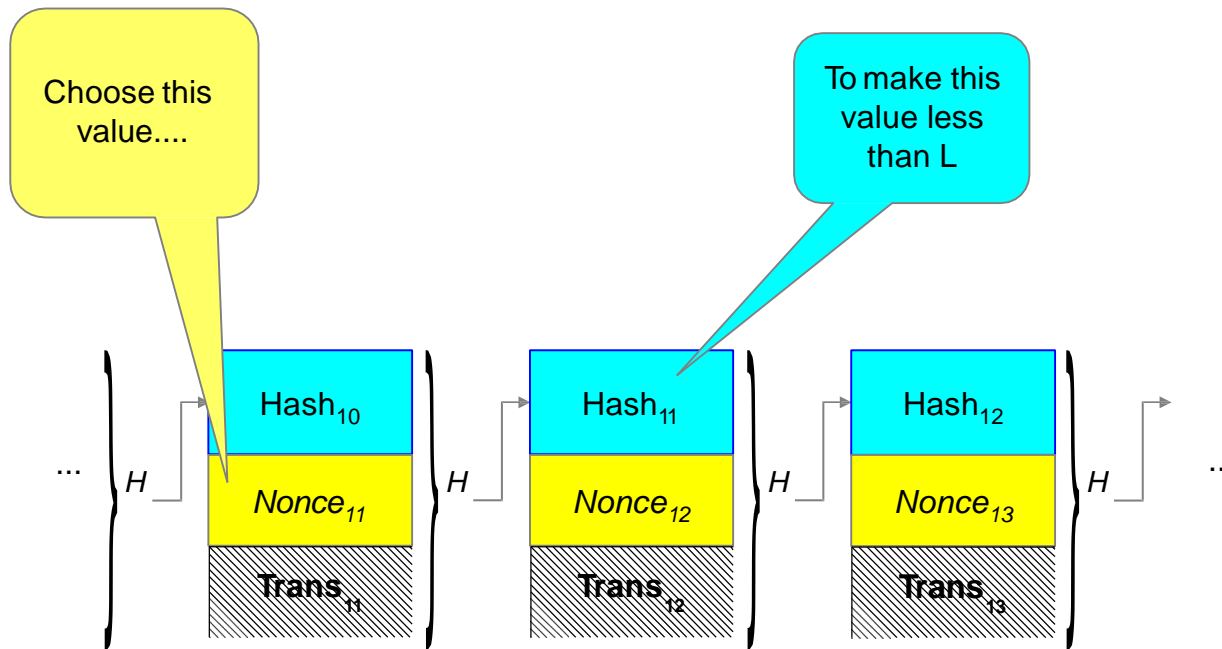 Choose this
value....
To make this
value less
than L
... H Hash₁₀ H Hash₁₁ H Hash₁₂ H ..
Nonce₁₁ Nonce₁₂ Nonce₁₃
Trans₁₁ Trans₁₂ Trans₁₃